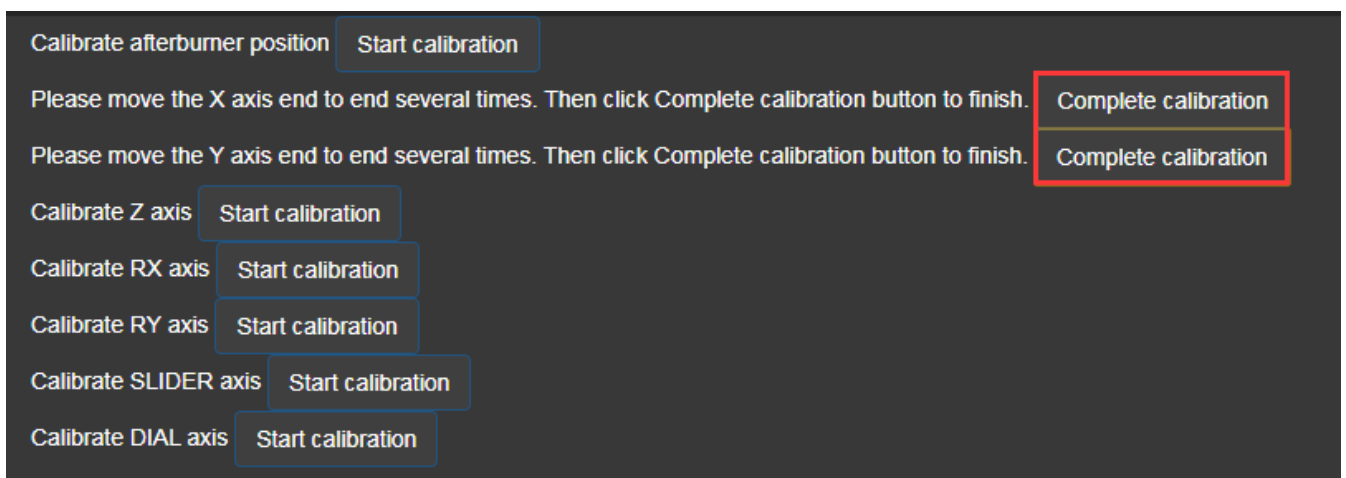 Calibrate afterburner position Start calibration
Please move the X axis end to end several times. Then click Complete calibration button to finish. Complete calibration
Please move the Y axis end to end several times. Then click Complete calibration button to finish. Complete calibration
Calibrate Z axis Start calibration
Calibrate RX axis Start calibration
Calibrate RY axis Start calibration
Calibrate SLIDER axis Start calibration
Calibrate DIAL axis Start calibration